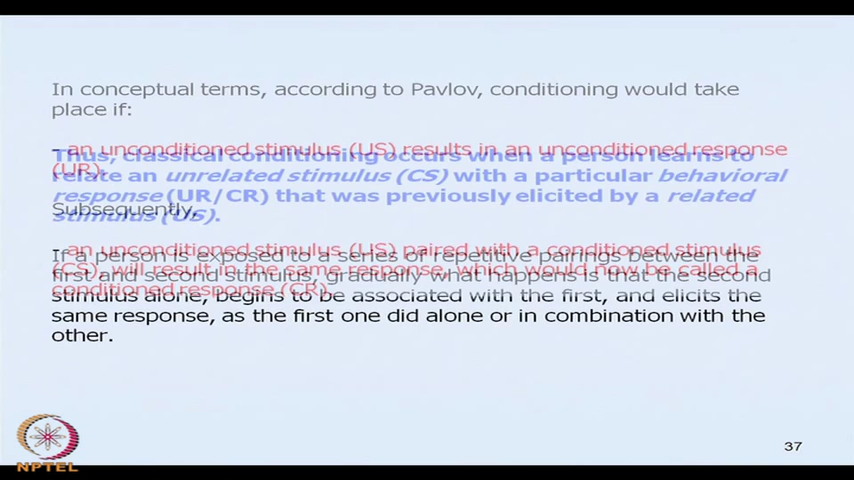 In conceptual terms, according to Pavlov, conditioning would take
place if:
- an unconditioned stimulus (US) results in an unconditioned response
(UR).
Thus, classical conditioning occurs when a person learns to
relate an unrelated stimulus (CS) with a particular behavioral
response (UR/CR) that was previously elicited by a related
stimulus (US).
Subsequently,
- an unconditioned stimulus (US) paired with a conditioned stimulus
(CS), will result in the same response, which would now be called a
conditioned response (CR).
If a person is exposed to a series of repetitive pairings between the
first and second stimulus, gradually what happens is that the second
stimulus alone, begins to be associated with the first, and elicits the
same response, as the first one did alone or in combination with the
other.
NPTEL
37